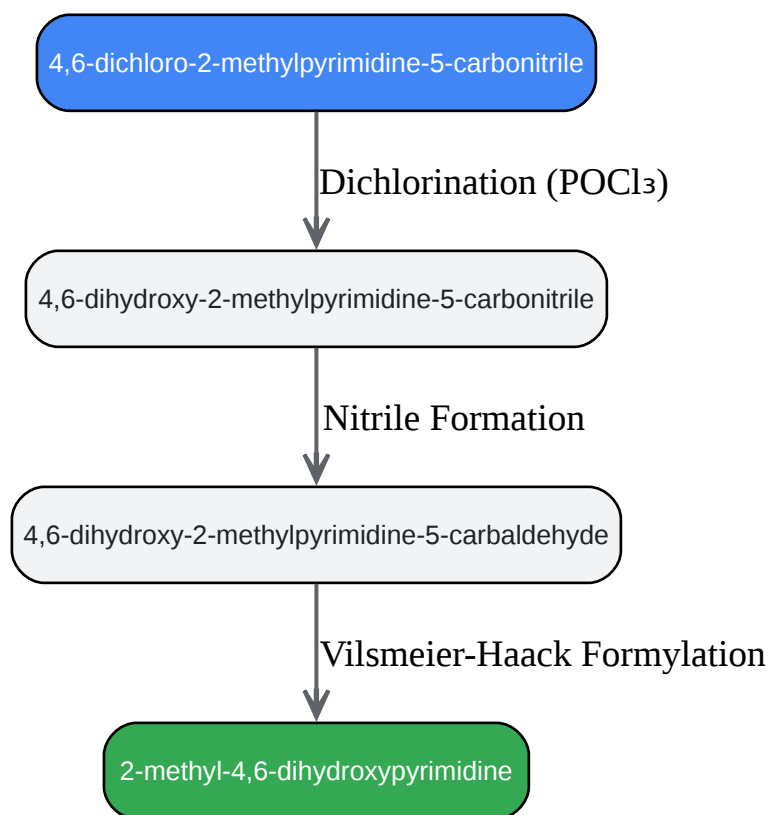 4,6-dichloro-2-methylpyrimidine-5-carbonitrile
Dichlorination (POCl₃)
4,6-dihydroxy-2-methylpyrimidine-5-carbonitrile
Nitrile Formation
4,6-dihydroxy-2-methylpyrimidine-5-carbaldehyde
Vilsmeier-Haack Formylation
2-methyl-4,6-dihydroxypyrimidine